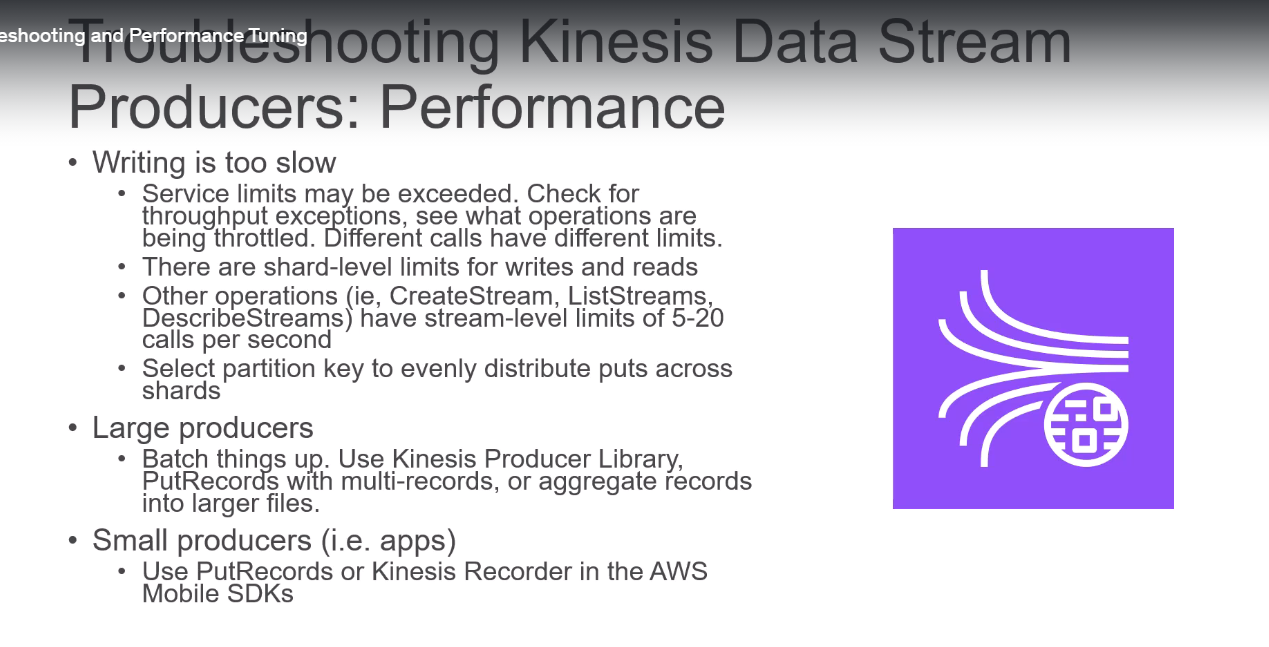 eshooting and Performance Tuning
Troubleshooting Kinesis Data Stream
Producers: Performance
• Writing is too slow
• Service limits may be exceeded. Check for
throughput exceptions, see what operations are
being throttled. Different calls have different limits.
• There are shard-level limits for writes and reads
• Other operations (ie, CreateStream, ListStreams,
DescribeStreams) have stream-level limits of 5-20
calls per second
• Select partition key to evenly distribute puts across
shards
• Large producers
• Batch things up. Use Kinesis Producer Library,
PutRecords with multi-records, or aggregate records
into larger files.
• Small producers (i.e. apps)
• Use PutRecords or Kinesis Recorder in the AWS
Mobile SDKs